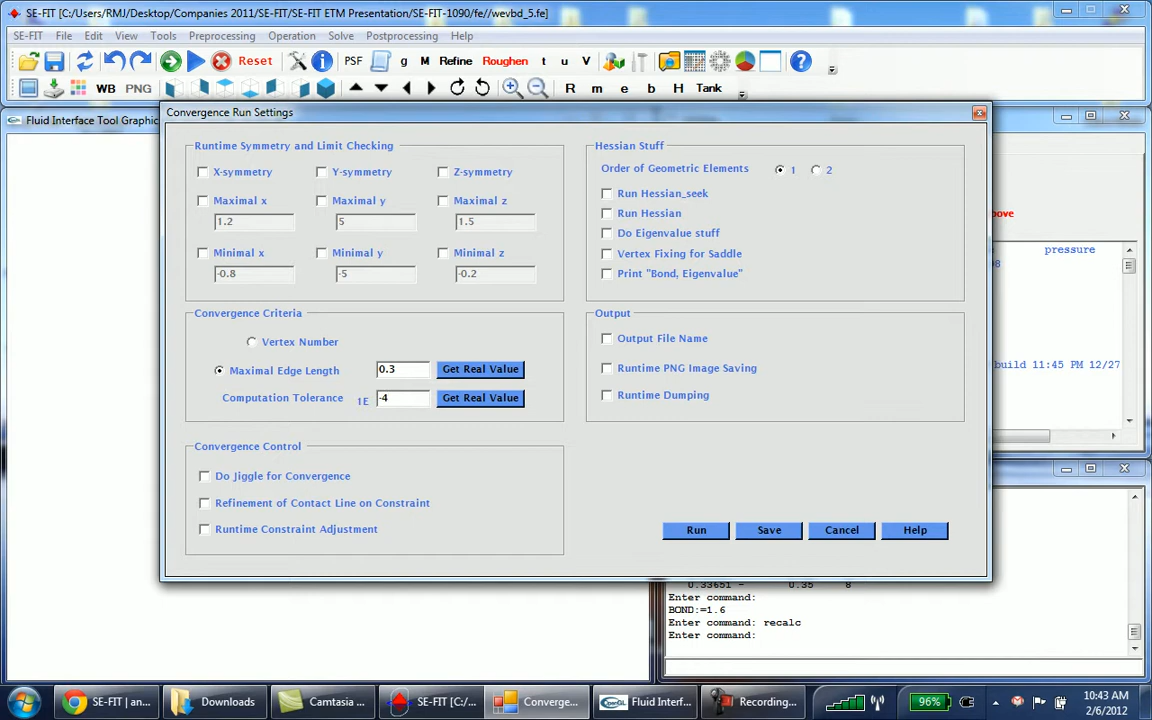 SE-FIT [C:/Users/RMJ/Desktop/Companies 2011/SE-FIT/SE-FIT ETM Presentation/SE-FIT-1090/fe//wevbd_5.fe]
SE-FIT File Edit View Tools Preprocessing Operation Solve Postprocessing Help
Reset PSF g M Refine Roughen t u V
WB PNG R m e b H Tank
Fluid Interface Tool Graphic
Convergence Run Settings
Runtime Symmetry and Limit Checking
X-symmetry Y-symmetry Z-symmetry
Maximal x Maximal y Maximal z
1.2 5 1.5
Minimal x Minimal y Minimal z
-0.8 -5 -0.2
Convergence Criteria
Vertex Number
Maximal Edge Length 0.3 Get Real Value
Computation Tolerance 1E -4 Get Real Value
Convergence Control
Do Jiggle for Convergence
Refinement of Contact Line on Constraint
Runtime Constraint Adjustment
Hessian Stuff
Order of Geometric Elements 1 2
Run Hessian_seek
Run Hessian
Do Eigenvalue stuff
Vertex Fixing for Saddle
Print "Bond, Eigenvalue"
Output
Output File Name
Runtime PNG Image Saving
Runtime Dumping
Run Save Cancel Help
above
pressure
build 11:45 PM 12/27
Enter command:
BOND:=1.6
Enter command: recalc
Enter command:
SE-FIT | an... Downloads Camtasia ... SE-FIT [C:/... Converge... Fluid Interf... Recording... 96%
10:43 AM
2/6/2012